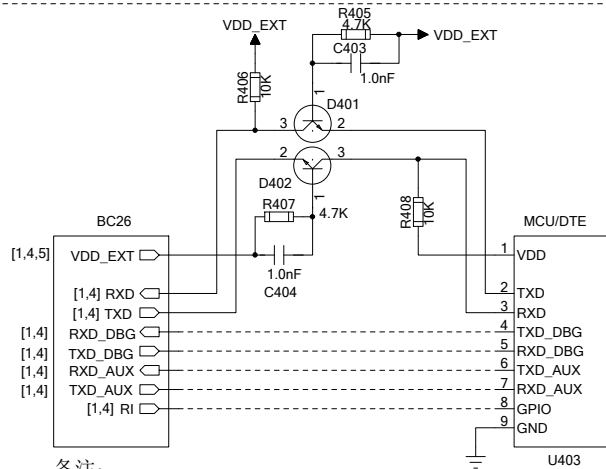 R405
4.7K
VDD_EXT
VDD_EXT
C403
1.0nF
R406
10K
1
D401
3
2
2
3
D402
1
R407
4.7K
R408
10K
BC26
MCU/DTE
[1,4,5]
VDD_EXT
1.0nF
C404
1
VDD
[1,4] RXD
2
TXD
[1,4] TXD
3
RXD
[1,4]
RXD_DBG
4
TXD_DBG
[1,4]
TXD_DBG
5
RXD_DBG
[1,4]
RXD_AUX
6
TXD_AUX
[1,4]
TXD_AUX
7
RXD_AUX
[1,4] RI
8
GPIO
9
GND
U403
备注: